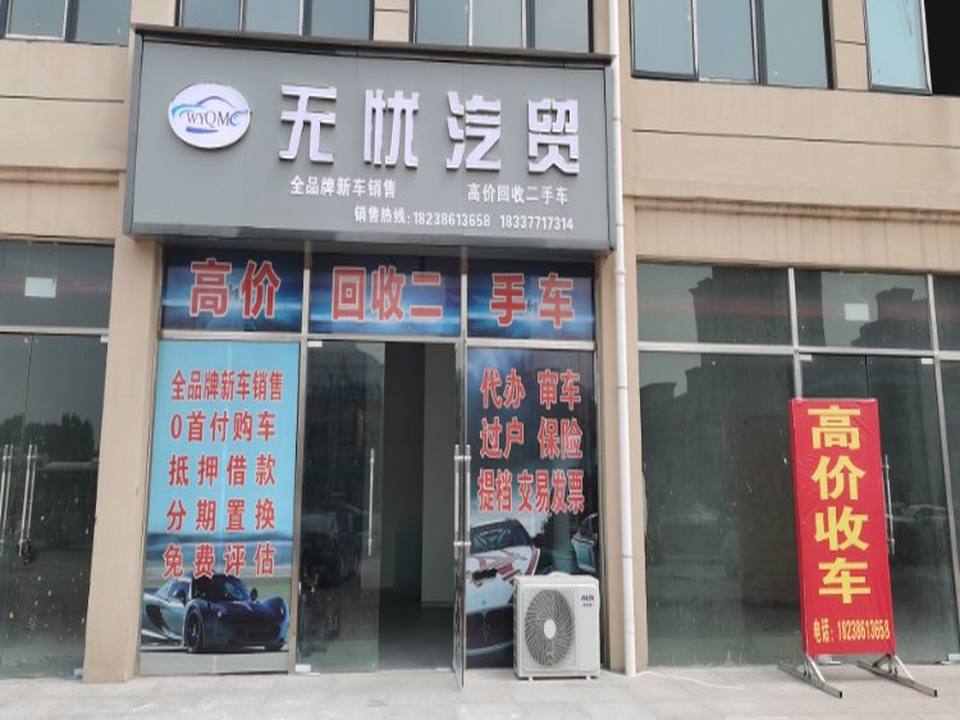 WYQMC
无忧汽贸
全品牌新车销售 高价回收二手车
销售热线:18238613658 18337717314
高价 回收二 手车
全品牌新车销售
0首付购车
抵押借款
分期置换
免费评估
代办 审车
过户 保险
提档 交易发票
AUX
高价收车
电话:18238613658